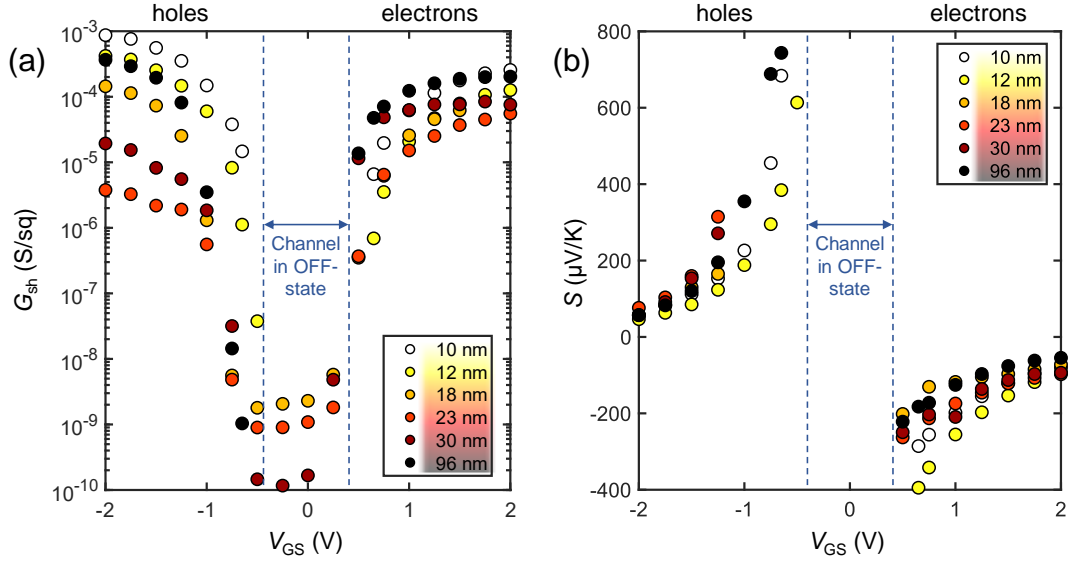 holes
electrons
(a)
G_sh (S/sq)
10^-3
10^-4
10^-5
10^-6
10^-7
10^-8
10^-9
10^-10
Channel
in OFF-
state
10 nm
12 nm
18 nm
23 nm
30 nm
96 nm
-2
-1
0
1
2
V_GS (V)
holes
electrons
(b)
S (µV/K)
800
600
400
200
0
-200
-400
Channel
in OFF-
state
10 nm
12 nm
18 nm
23 nm
30 nm
96 nm
-2
-1
0
1
2
V_GS (V)